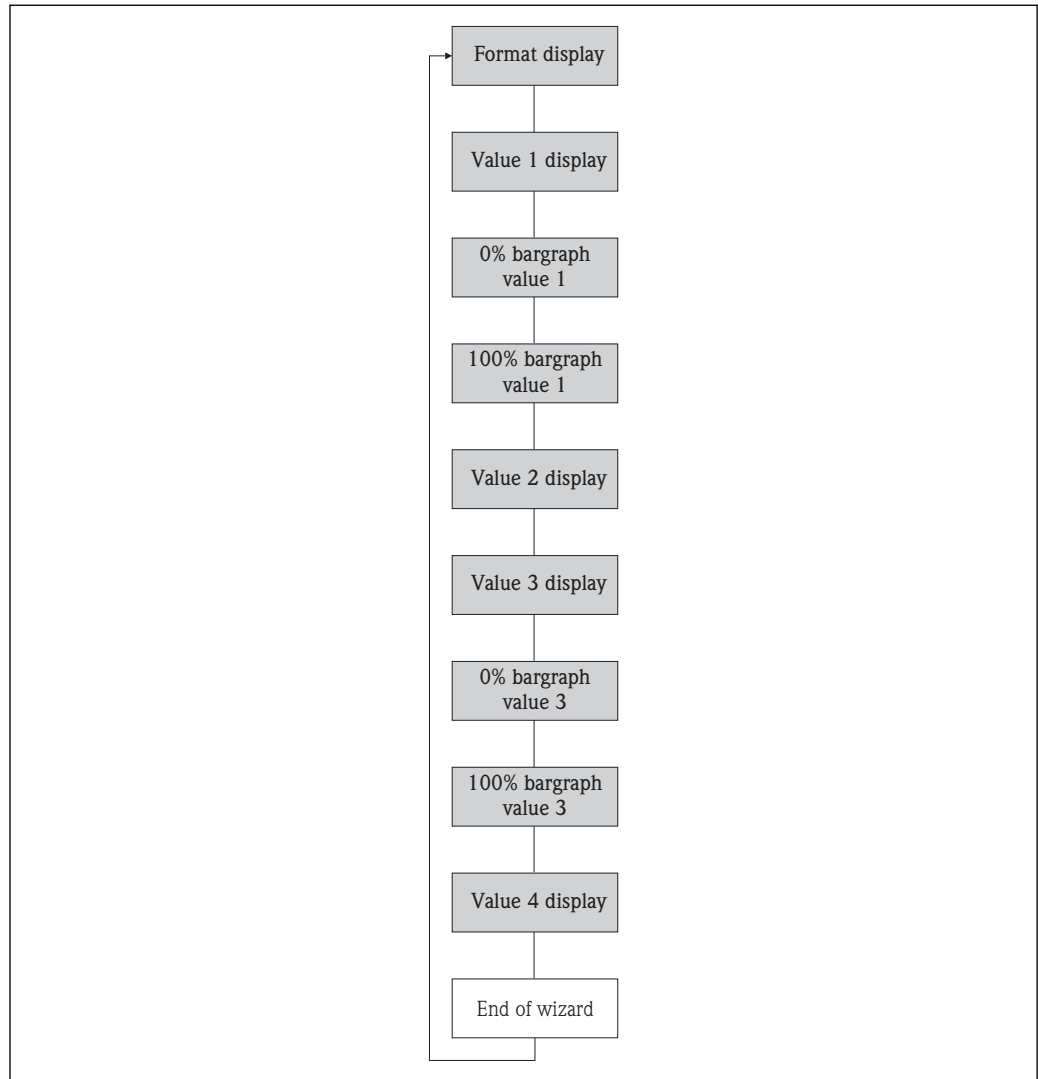 Format display
Value 1 display
0% bargraph
value 1
100% bargraph
value 1
Value 2 display
Value 3 display
0% bargraph
value 3
100% bargraph
value 3
Value 4 display
End of wizard